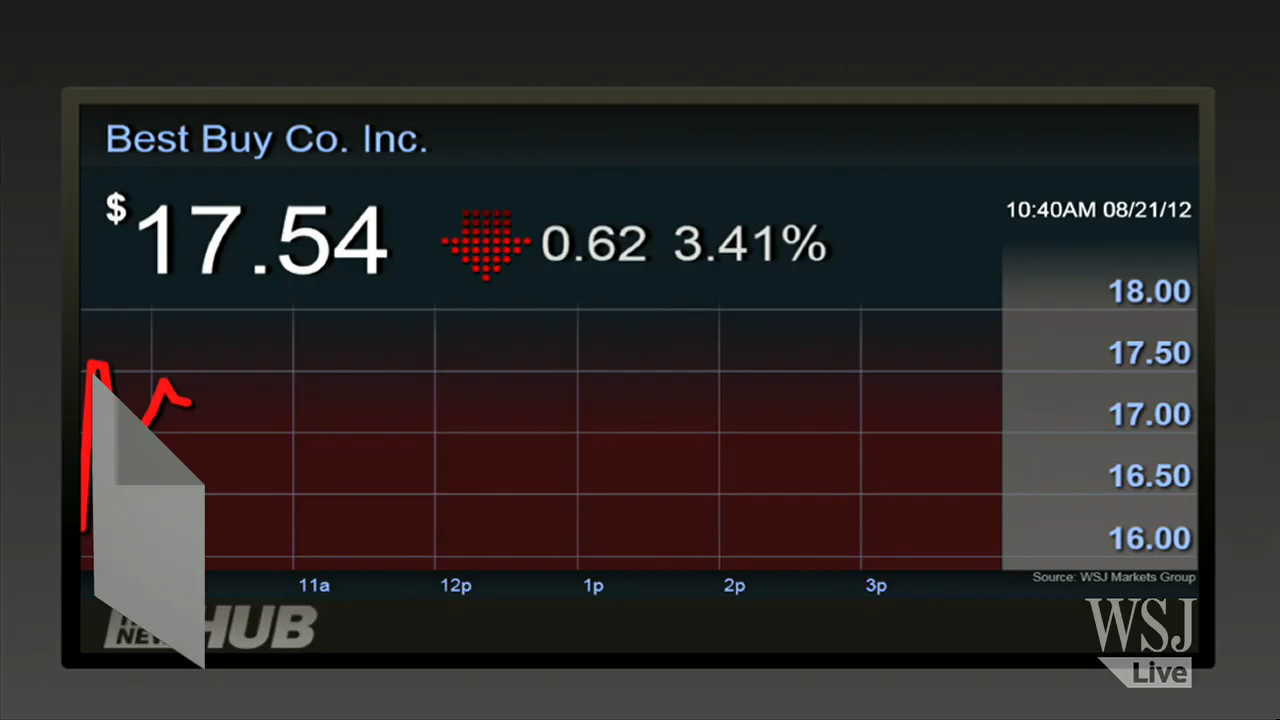 Best Buy Co. Inc.
$17.54 0.62 3.41%
10:40AM 08/21/12
18.00
17.50
17.00
16.50
16.00
11a 12p 1p 2p 3p
Source: WSJ Markets Group
HUB
WSJ
Live